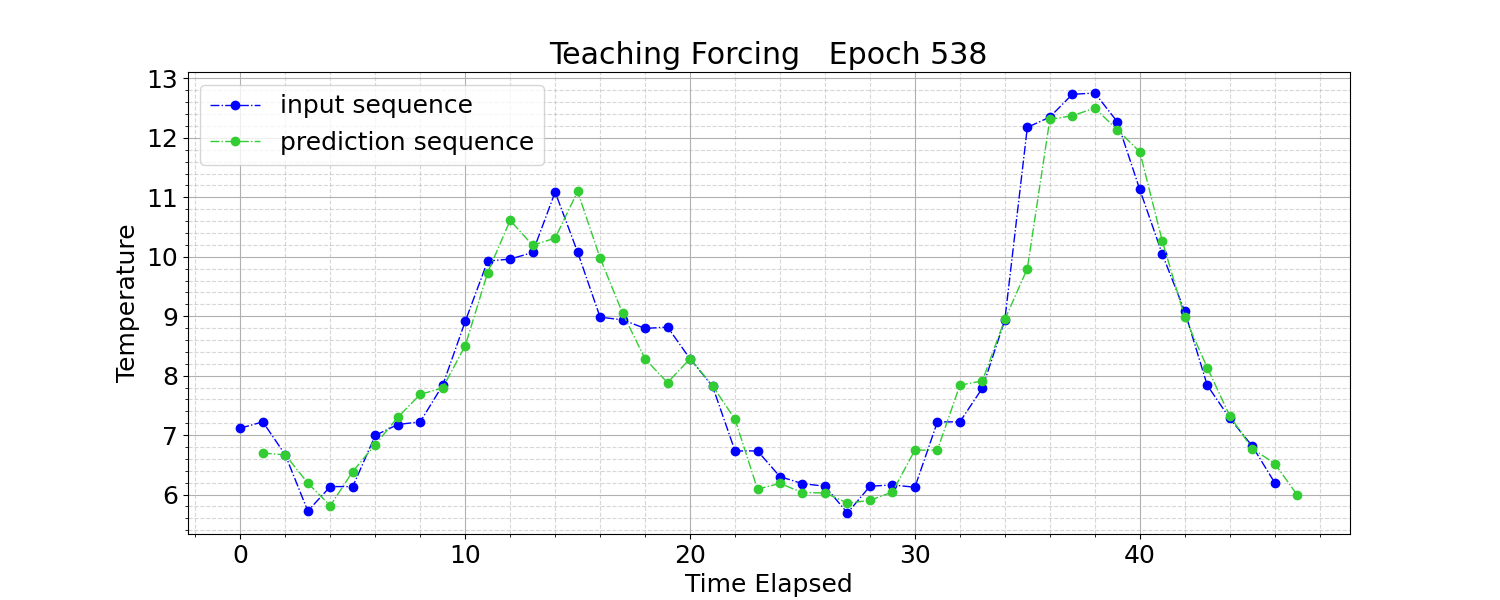 Teaching Forcing   Epoch 538
13
12
11
10
9
8
7
6
Temperature
input sequence
prediction sequence
0 10 20 30 40
Time Elapsed